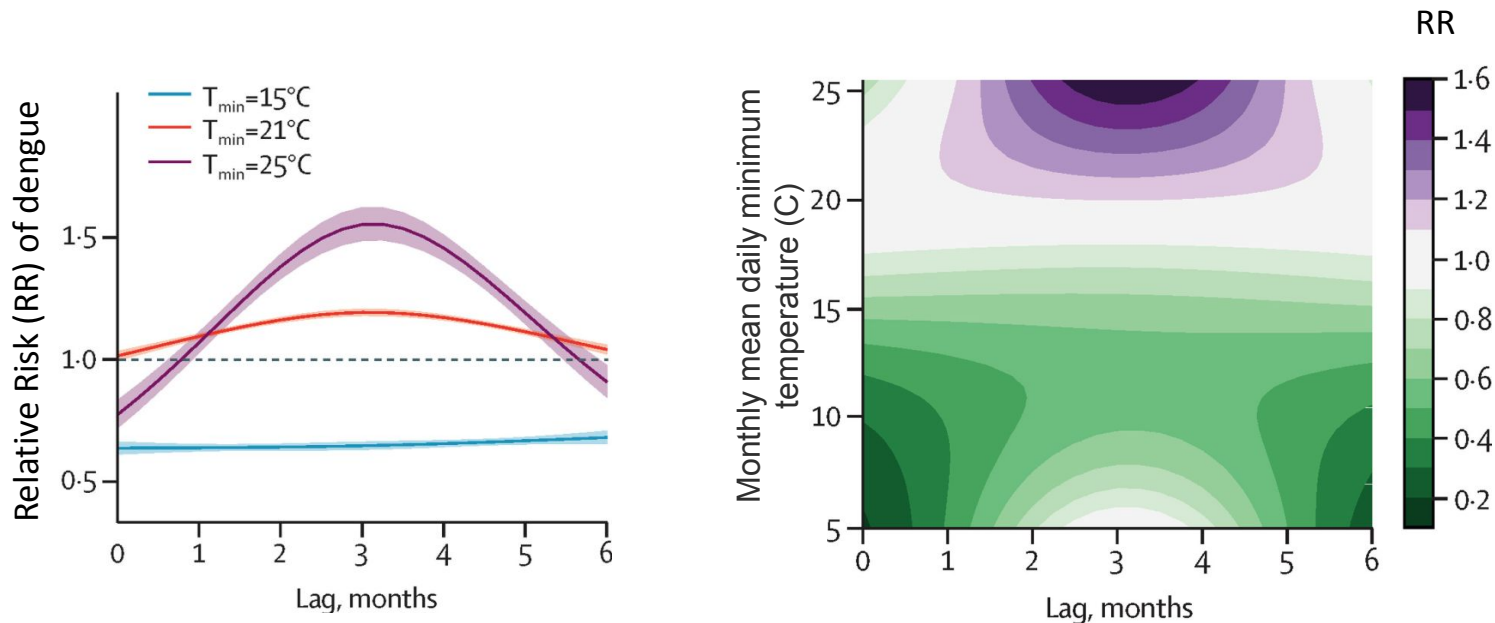 Relative Risk (RR) of dengue
Tmin=15°C
Tmin=21°C
Tmin=25°C
1·5
1·0
0·5
0 1 2 3 4 5 6
Lag, months
Monthly mean daily minimum
temperature (C)
25
20
15
10
5
0 1 2 3 4 5 6
Lag, months
RR
1·6
1·4
1·2
1·0
0·8
0·6
0·4
0·2